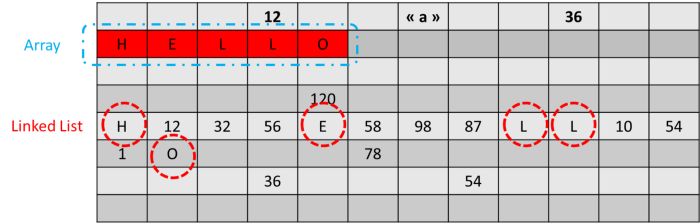 12 « a » 36
Array H E L L O
120
Linked List H 12 32 56 E 58 98 87 L L 10 54
1 O 78
36 54